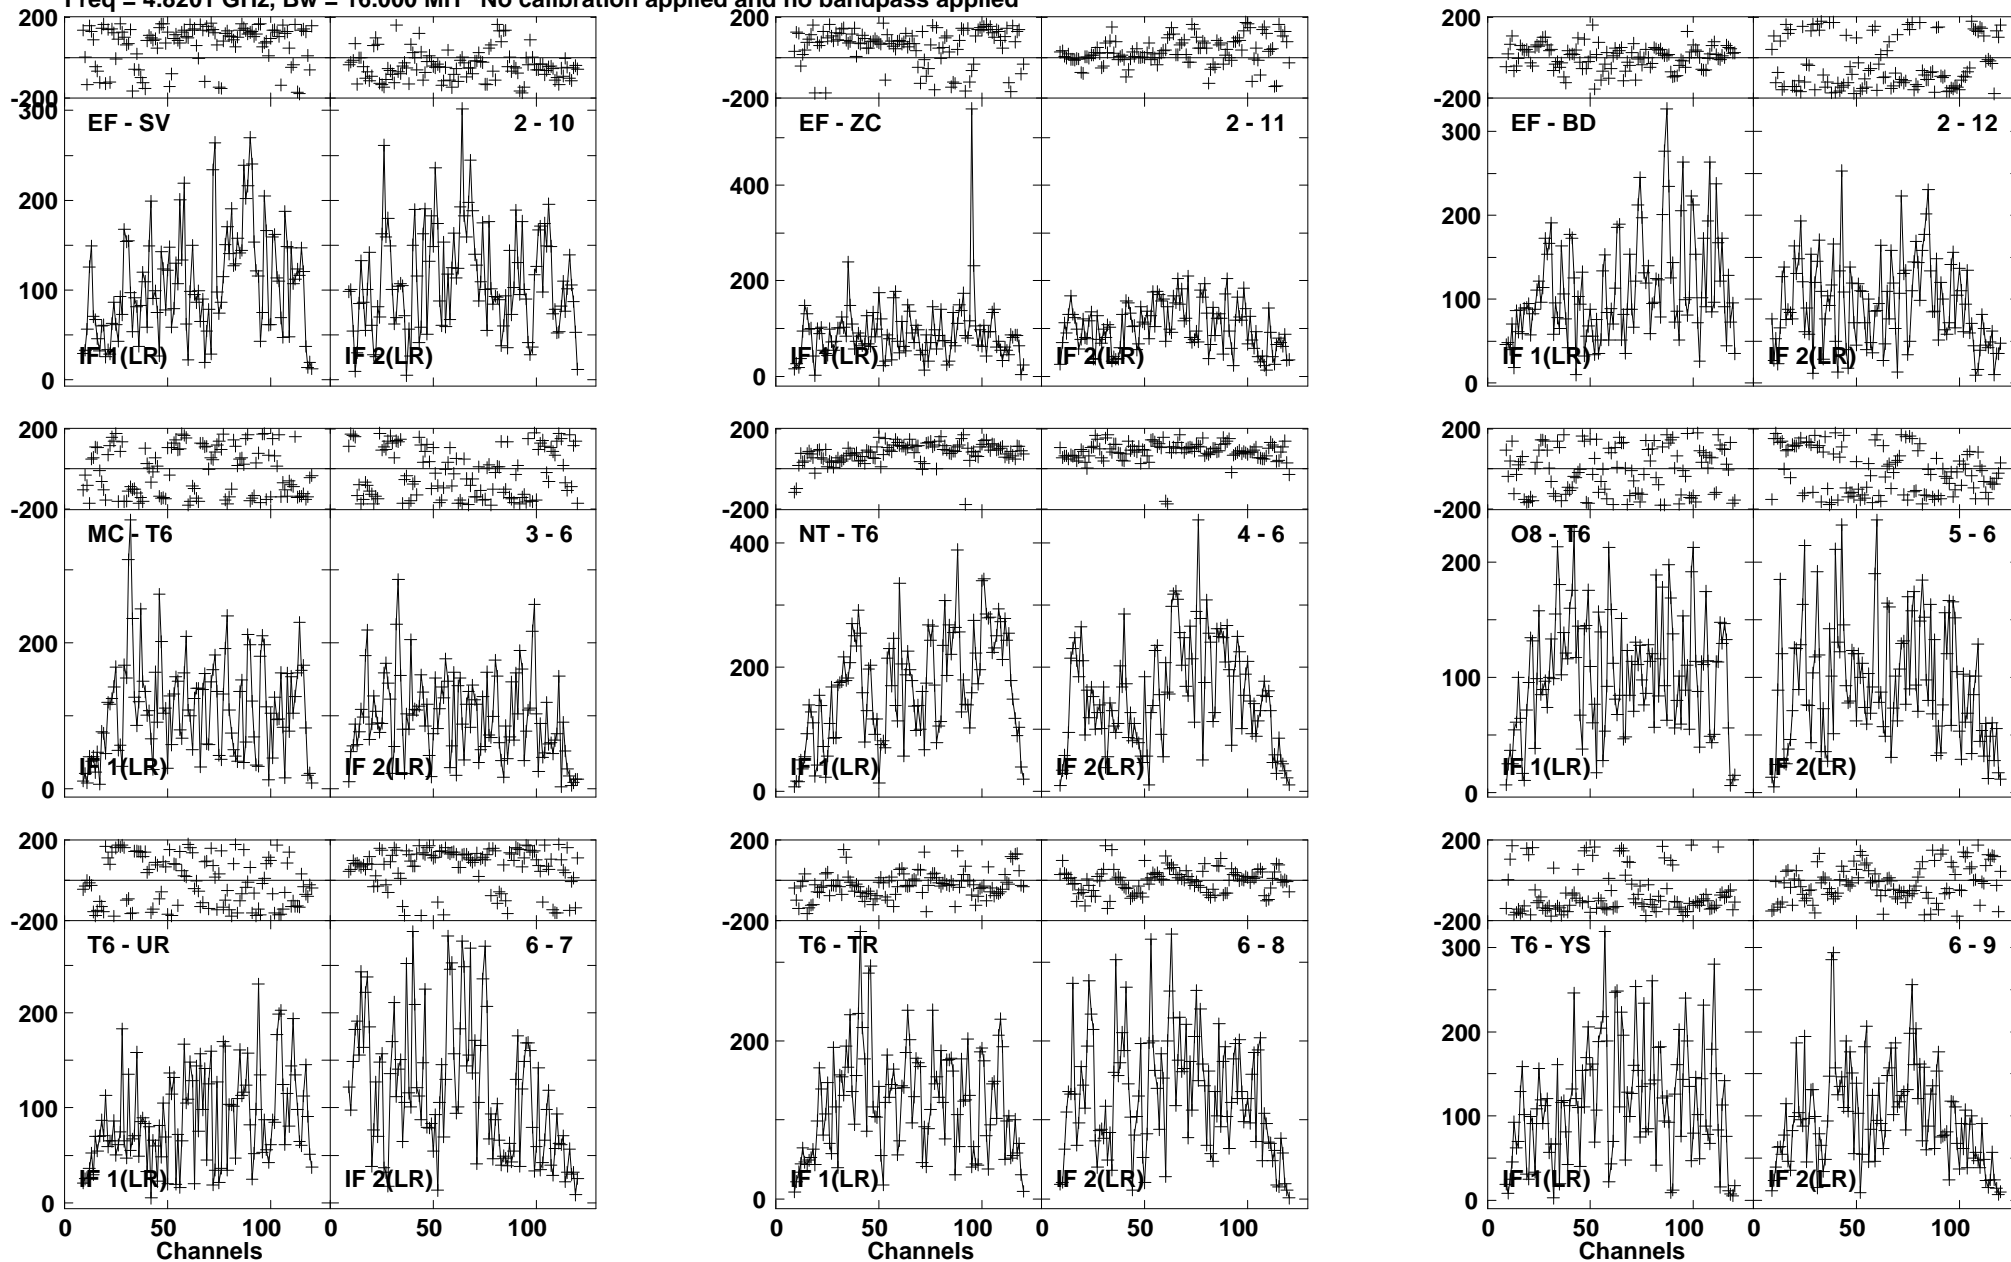 Freq = 4.8201 GHz, Bw = 16.000 MH No calibration applied and no bandpass applied
200
-200
300
200
100
0
EF - SV
2 - 10
IF 1(LR)
IF 2(LR)
200
-200
400
200
0
EF - ZC
2 - 11
IF 1(LR)
IF 2(LR)
200
-200
300
200
100
0
EF - BD
2 - 12
IF 1(LR)
IF 2(LR)
200
-200
200
0
MC - T6
3 - 6
IF 1(LR)
IF 2(LR)
200
-200
400
200
0
NT - T6
4 - 6
IF 1(LR)
IF 2(LR)
200
-200
200
100
0
O8 - T6
5 - 6
IF 1(LR)
IF 2(LR)
200
-200
200
100
0
T6 - UR
6 - 7
IF 1(LR)
IF 2(LR)
0 50 100 0 50 100
Channels
200
-200
200
0
T6 - TR
6 - 8
IF 1(LR)
IF 2(LR)
0 50 100 0 50 100
Channels
200
-200
300
200
100
0
T6 - YS
6 - 9
IF 1(LR)
IF 2(LR)
0 50 100 0 50 100
Channels